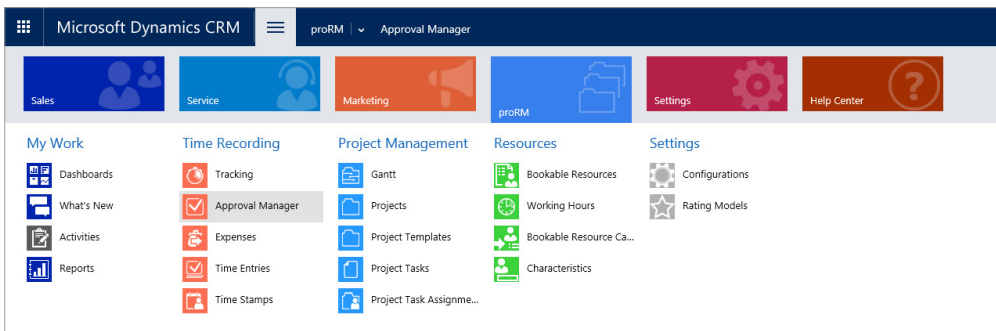 Microsoft Dynamics CRM proRM Approval Manager
Sales Service Marketing proRM Settings Help Center
?
My Work
Dashboards
What's New
Activities
Reports
Time Recording
Tracking
Approval Manager
Expenses
Time Entries
Time Stamps
Project Management
Gantt
Projects
Project Templates
Project Tasks
Project Task Assignme...
Resources
Bookable Resources
Working Hours
Bookable Resource Ca...
Characteristics
Settings
Configurations
Rating Models